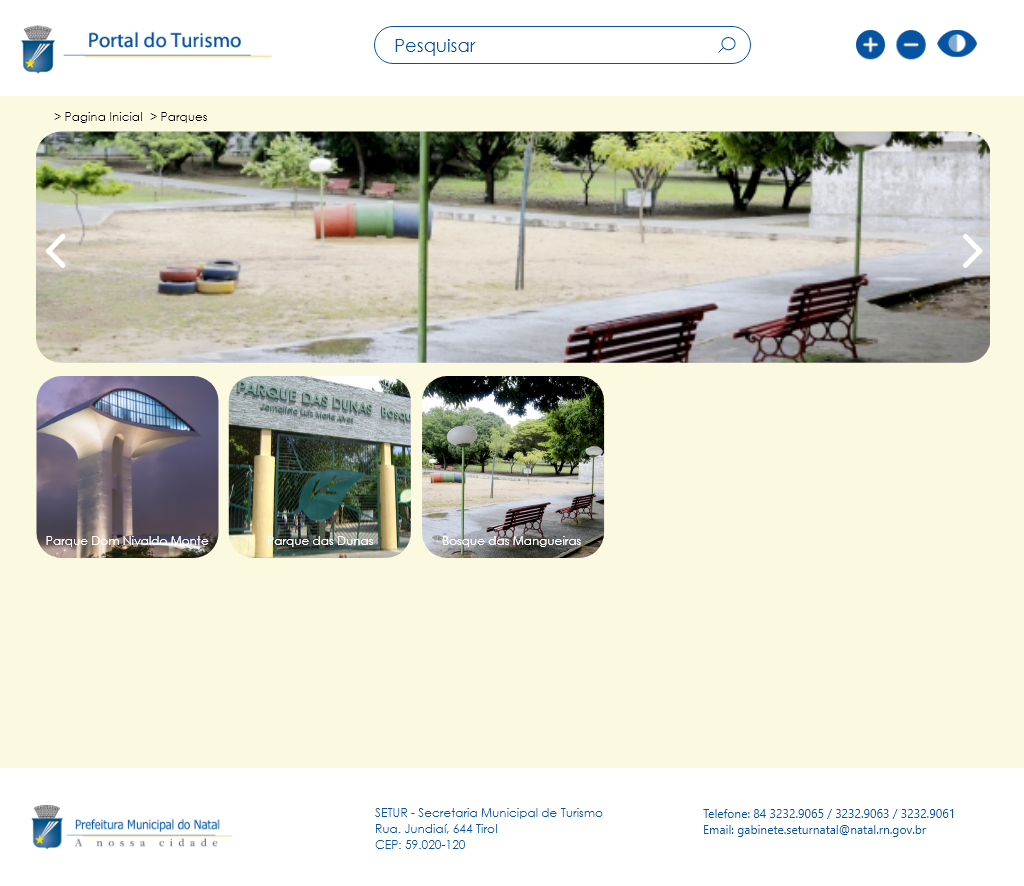 Portal do Turismo
Pesquisar
> Pagina Inicial > Parques
PARQUE DAS DUNAS Bosqu
Jornalista Luiz Maria Alves
Parque Dom Nivaldo Monte
Parque das Dunas
Bosque das Mangueiras
Prefeitura Municipal do Natal
A nossa cidade
SETUR - Secretaria Municipal de Turismo
Rua. Jundiaí, 644 Tirol
CEP: 59.020-120
Telefone: 84 3232.9065 / 3232.9063 / 3232.9061
Email: gabinete.seturnatal@natal.rn.gov.br